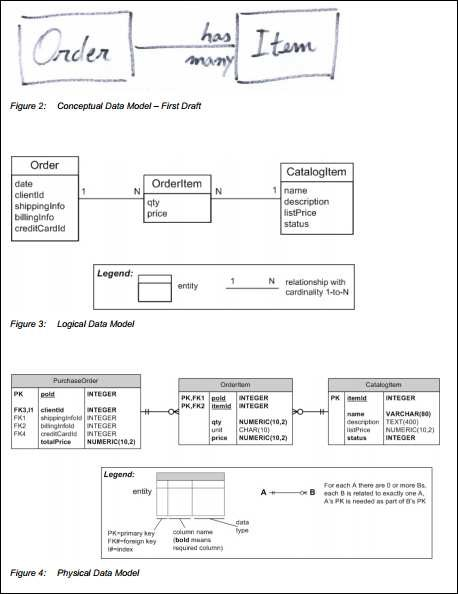 Order has many Item
Figure 2: Conceptual Data Model – First Draft
Order
date
clientId
shippingInfo
billingInfo
creditCardId
1 N
OrderItem
qty
price
N 1
CatalogItem
name
description
listPrice
status
Legend:
entity
1 N
relationship with
cardinality 1-to-N
Figure 3: Logical Data Model
PurchaseOrder
PK poId INTEGER
FK3,I1 clientId INTEGER
FK1 shippingInfoId INTEGER
FK2 billingInfoId INTEGER
FK4 creditCardId INTEGER
totalPrice NUMERIC(10,2)
OrderItem
PK,FK1 poId INTEGER
PK,FK2 itemId INTEGER
qty NUMERIC(10,2)
unit CHAR(10)
price NUMERIC(10,2)
CatalogItem
PK itemId INTEGER
name VARCHAR(80)
description TEXT(400)
listPrice NUMERIC(10,2)
status INTEGER
Legend:
entity
PK=primary key
FK#=foreign key
I#=index
column name
(bold means
required column)
data
type
A B
For each A there are 0 or more Bs,
each B is related to exactly one A,
A's PK is needed as part of B's PK
Figure 4: Physical Data Model